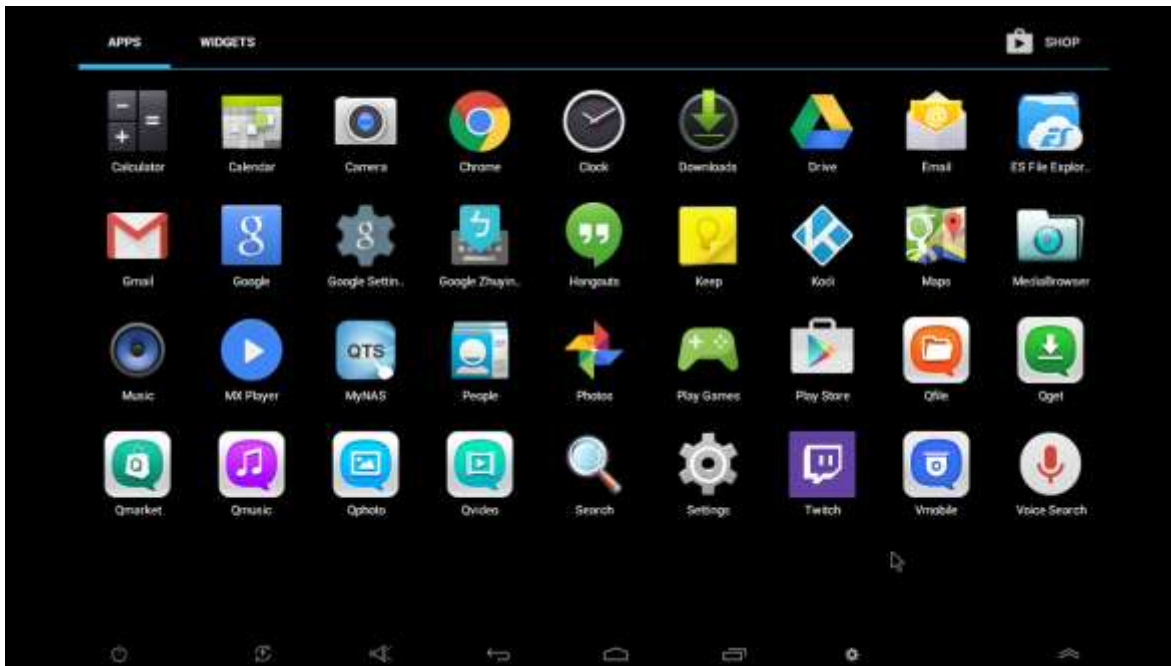 APPS WIDGETS SHOP
Calculator Calendar Camera Chrome Clock Downloads Drive Email ES File Explor..
Gmail Google Google Settin.. Google Zhuyin.. Hangouts Keep Kodi Maps MediaBrowser
QTS
Music MX Player MyNAS People Photos Play Games Play Store Qfile Qget
Qmarket Qmusic Qphoto Qvideo Search Settings Twitch Vmobile Voice Search